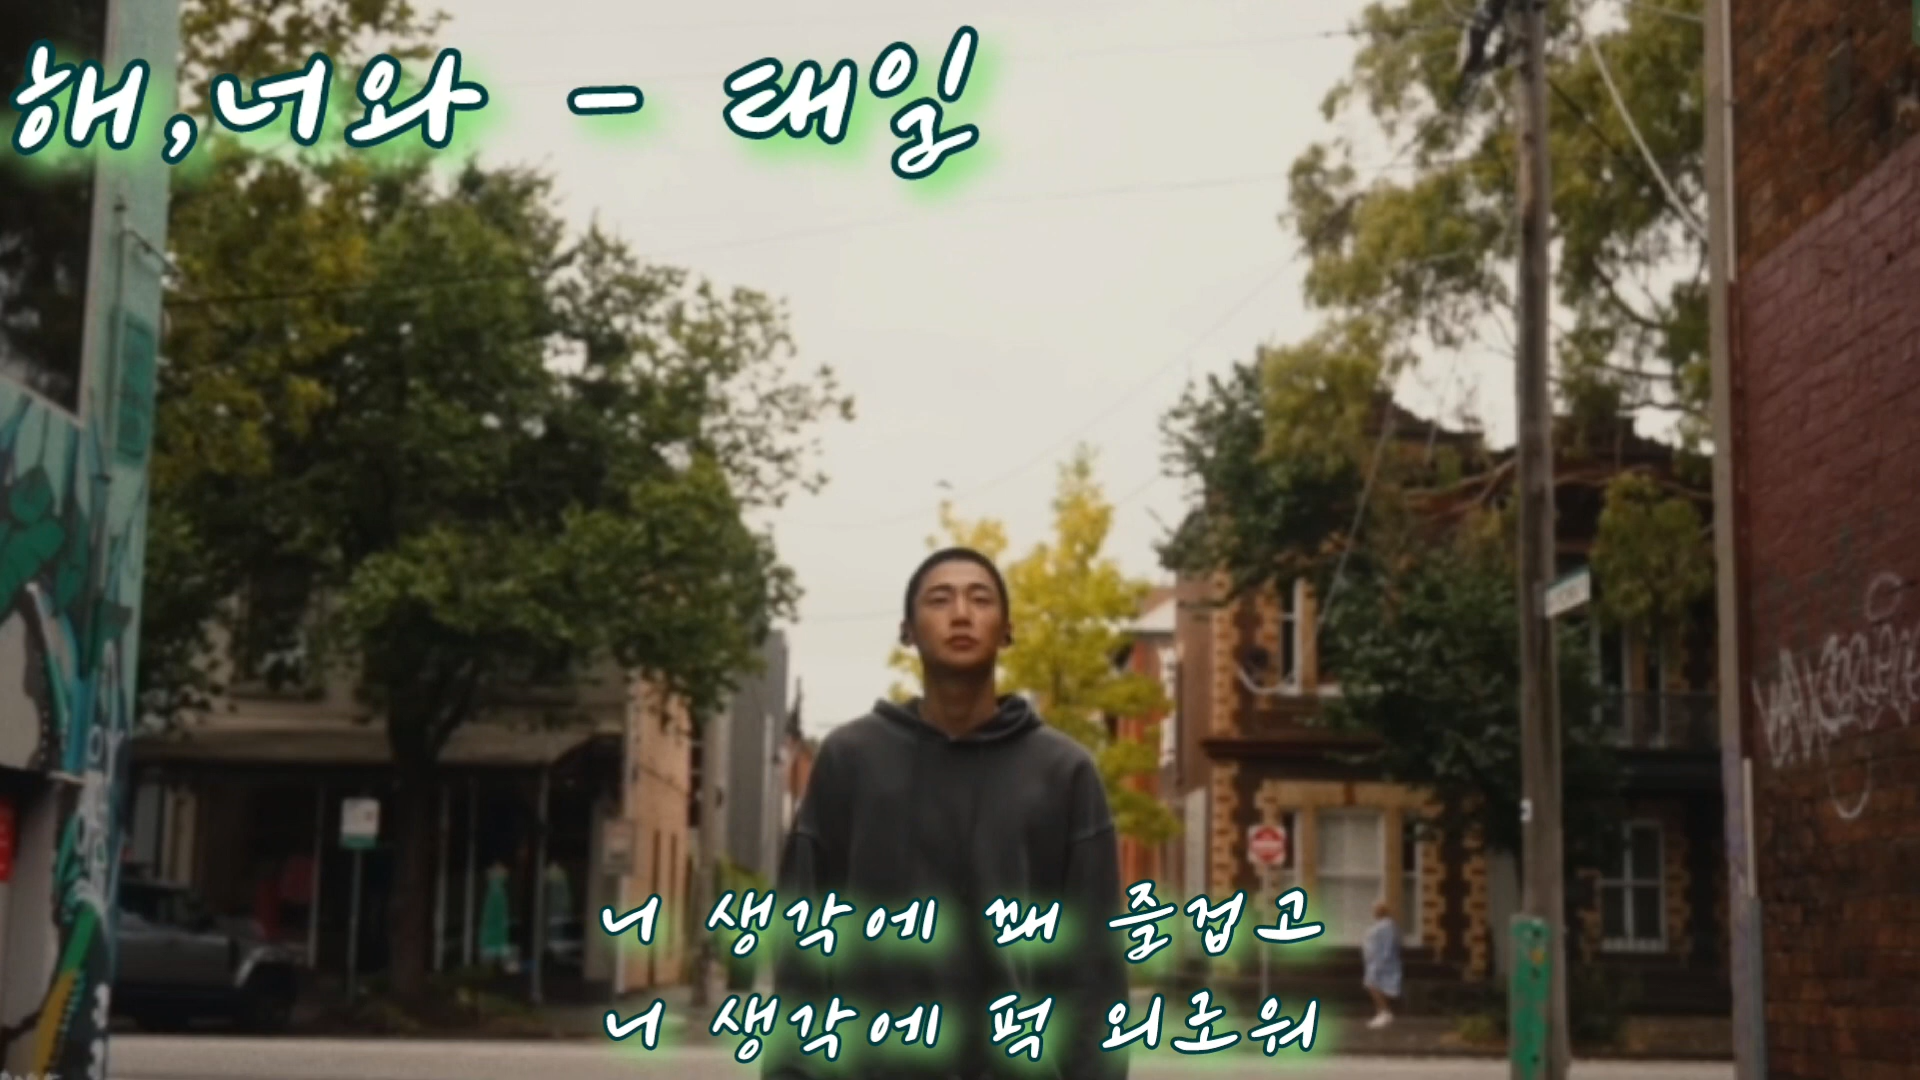 해,너와 - 태일
니 생각에 꽤 즐겁고
니 생각에 퍽 외로워